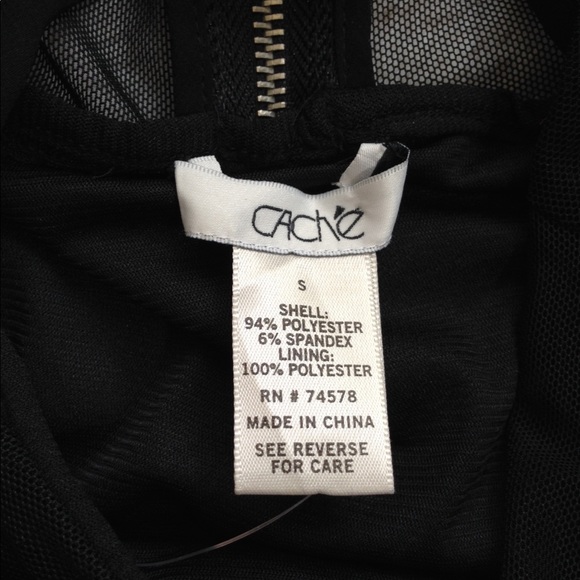 CAChé
S
SHELL:
94% POLYESTER
6% SPANDEX
LINING:
100% POLYESTER
RN # 74578
MADE IN CHINA
SEE REVERSE
FOR CARE